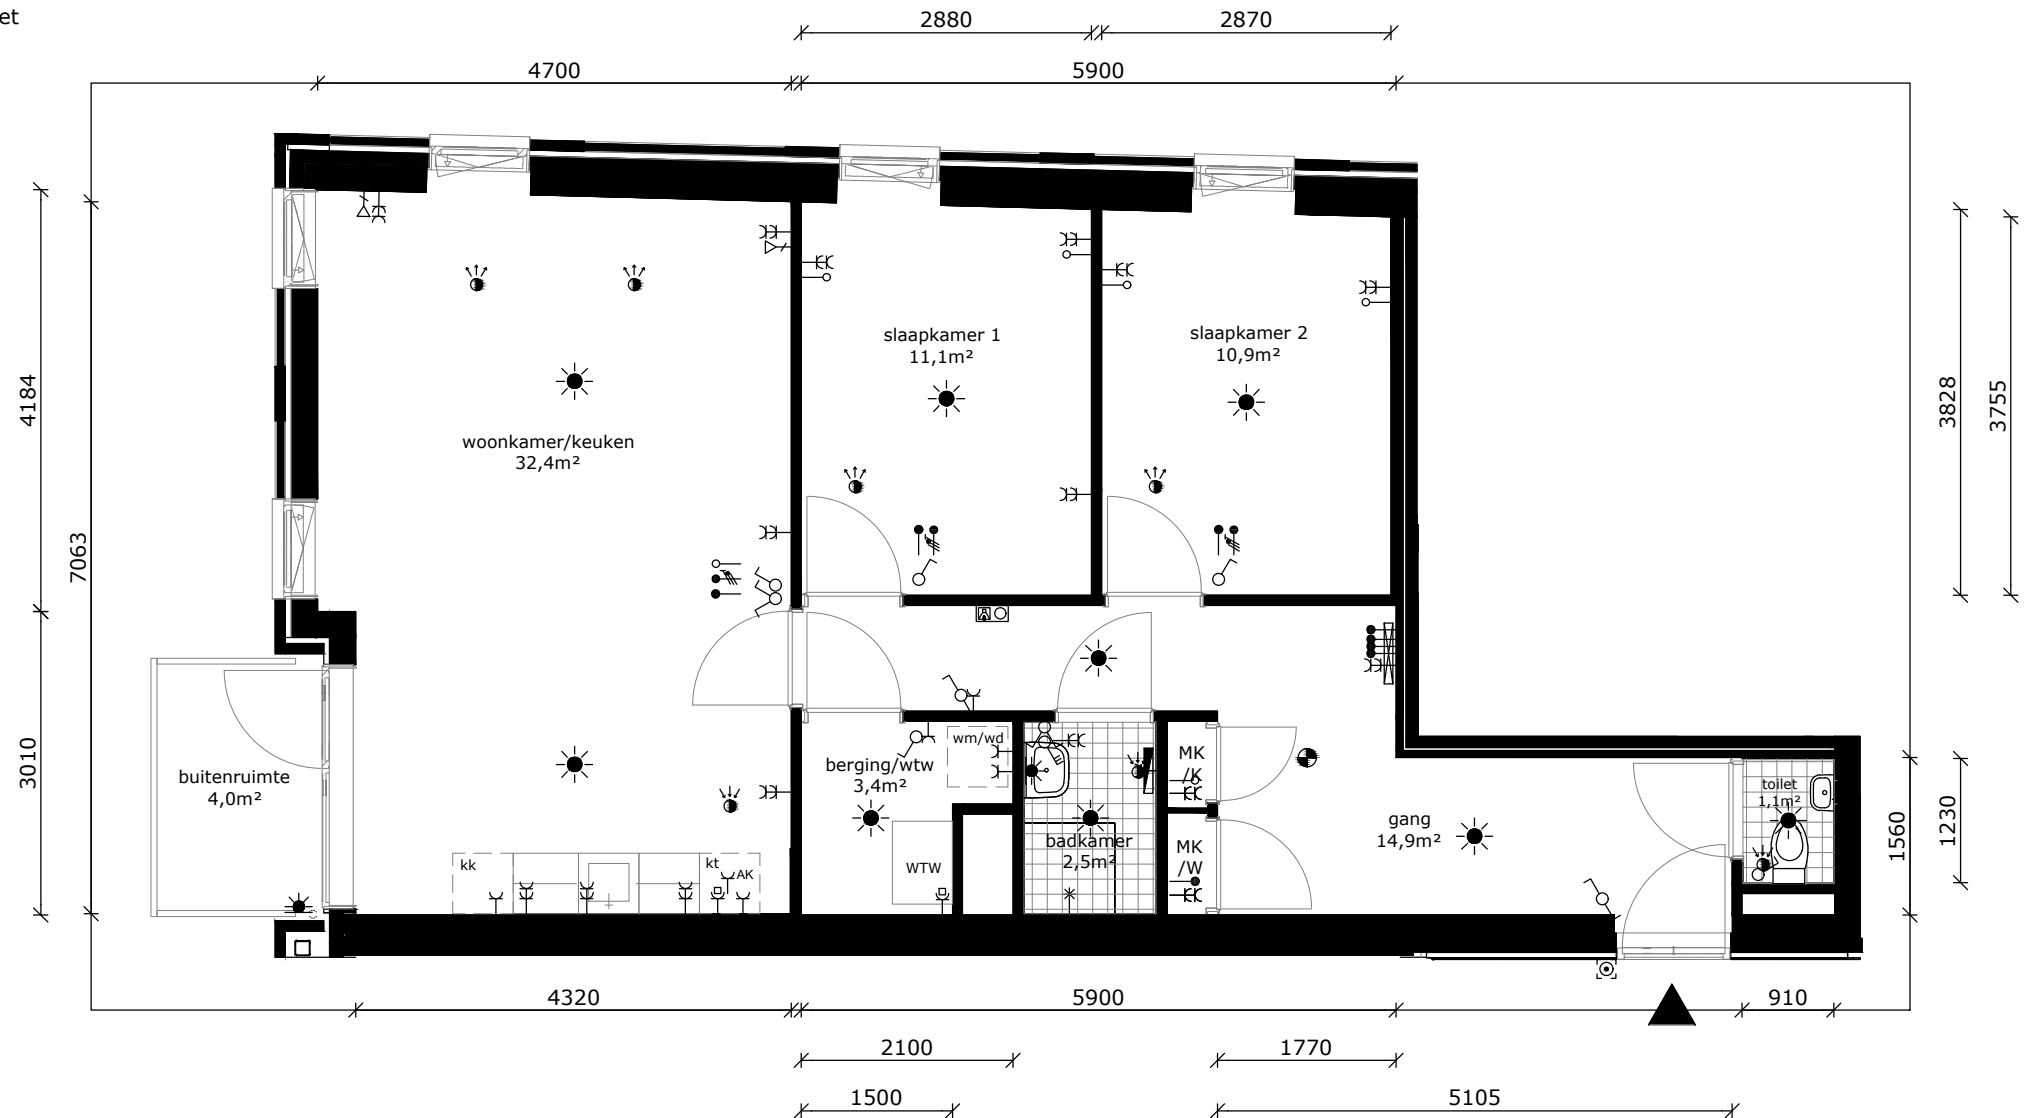 et
2880
2870
4700
5900
4184
7063
3010
3828
3755
1560
1230
slaapkamer 1
11,1m²
slaapkamer 2
10,9m²
woonkamer/keuken
32,4m²
buitenruimte
4,0m²
wm/wd
berging/wtw
3,4m²
MK
/K
toilet
1,1m²
gang
14,9m²
badkamer
2,5m²
MK
/W
kk
kt
AK
WTW
4320
5900
910
2100
1770
1500
5105